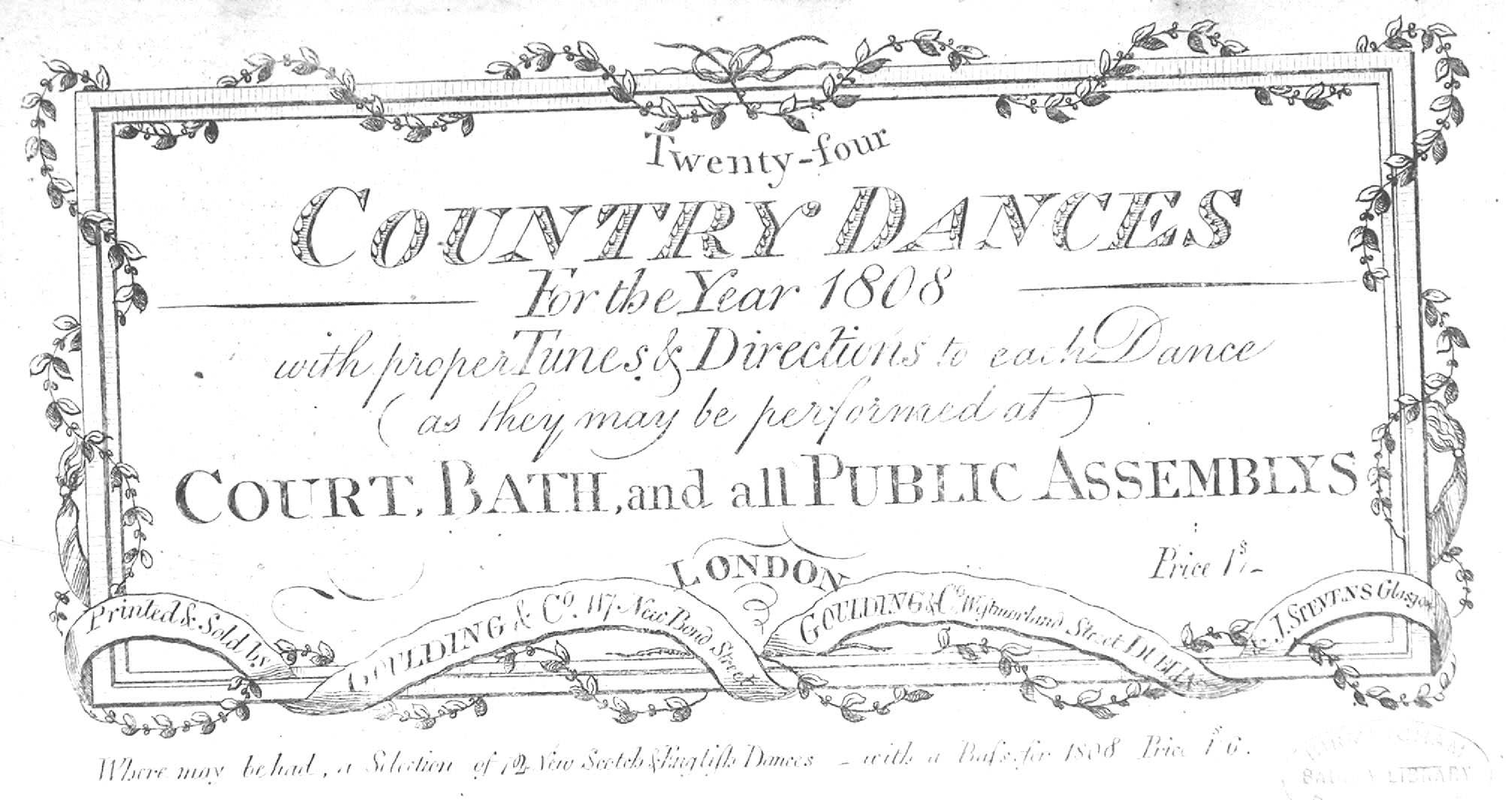 Twenty-four
COUNTRY DANCES
For the Year 1808
with proper Tunes & Directions to each Dance
(as they may be performed at)
COURT, BATH, and all PUBLIC ASSEMBLYS
LONDON
Price 1s/-
Printed & Sold by
GOULDING & Co. 117 New Bond Street
GOULDING & Co. Westmorland Street DUBLIN
& J. STEVENS Glasgow
Where may be had, a Selection of New Scotch & English Dances - with a Bass for 1808 Price 1s 6.
LIBRARY